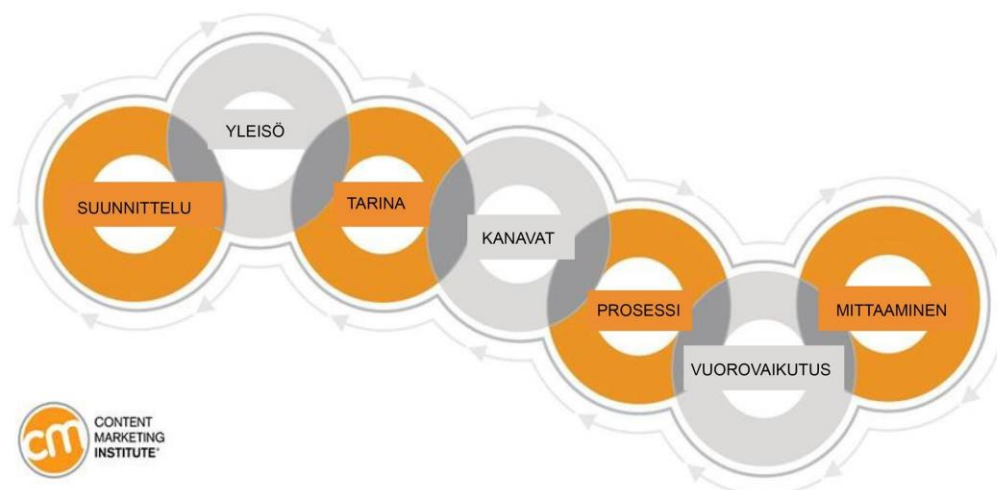 YLEISÖ
SUUNNITTELU
TARINA
KANAVAT
PROSESSI
MITTAAMINEN
VUOROVAIKUTUS
cm
CONTENT
MARKETING
INSTITUTE